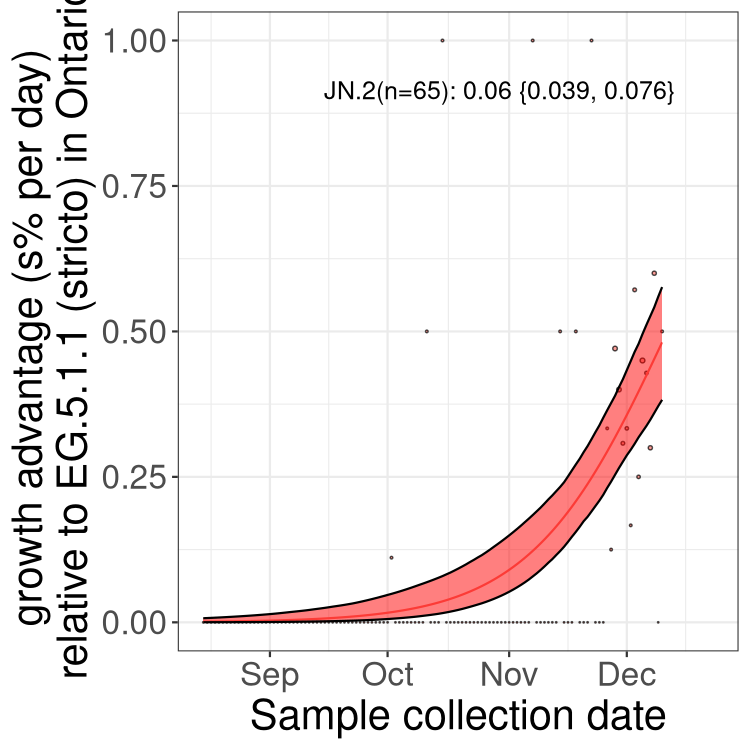 growth advantage (s% per day)
relative to EG.5.1.1 (stricto) in Ontario
1.00
0.75
0.50
0.25
0.00
JN.2(n=65): 0.06 {0.039, 0.076}
Sep Oct Nov Dec
Sample collection date